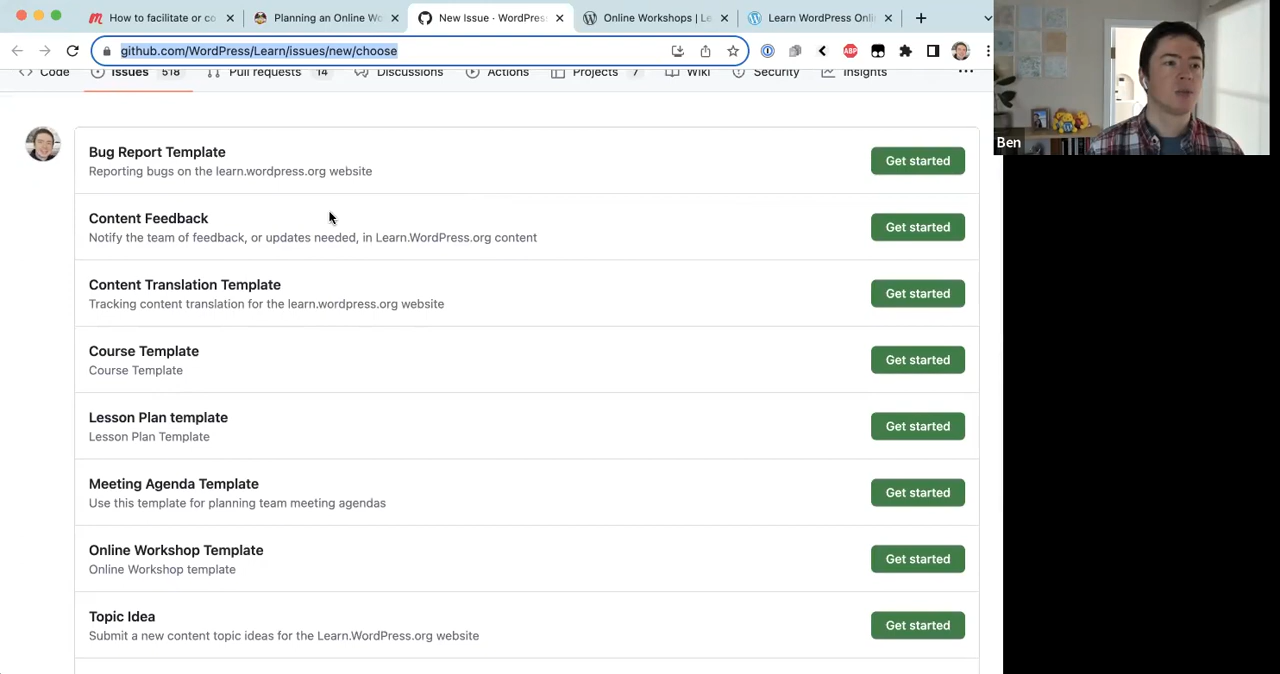 How to facilitate or co
Planning an Online Wo
New Issue · WordPres
Online Workshops | Le
Learn WordPress Onli
github.com/WordPress/Learn/issues/new/choose
ABP
Code
Issues 518
Pull requests 14
Discussions
Actions
Projects 7
Wiki
Security
Insights
Ben
Bug Report Template
Reporting bugs on the learn.wordpress.org website
Get started
Content Feedback
Notify the team of feedback, or updates needed, in Learn.WordPress.org content
Get started
Content Translation Template
Tracking content translation for the learn.wordpress.org website
Get started
Course Template
Course Template
Get started
Lesson Plan template
Lesson Plan Template
Get started
Meeting Agenda Template
Use this template for planning team meeting agendas
Get started
Online Workshop Template
Online Workshop template
Get started
Topic Idea
Submit a new content topic ideas for the Learn.WordPress.org website
Get started